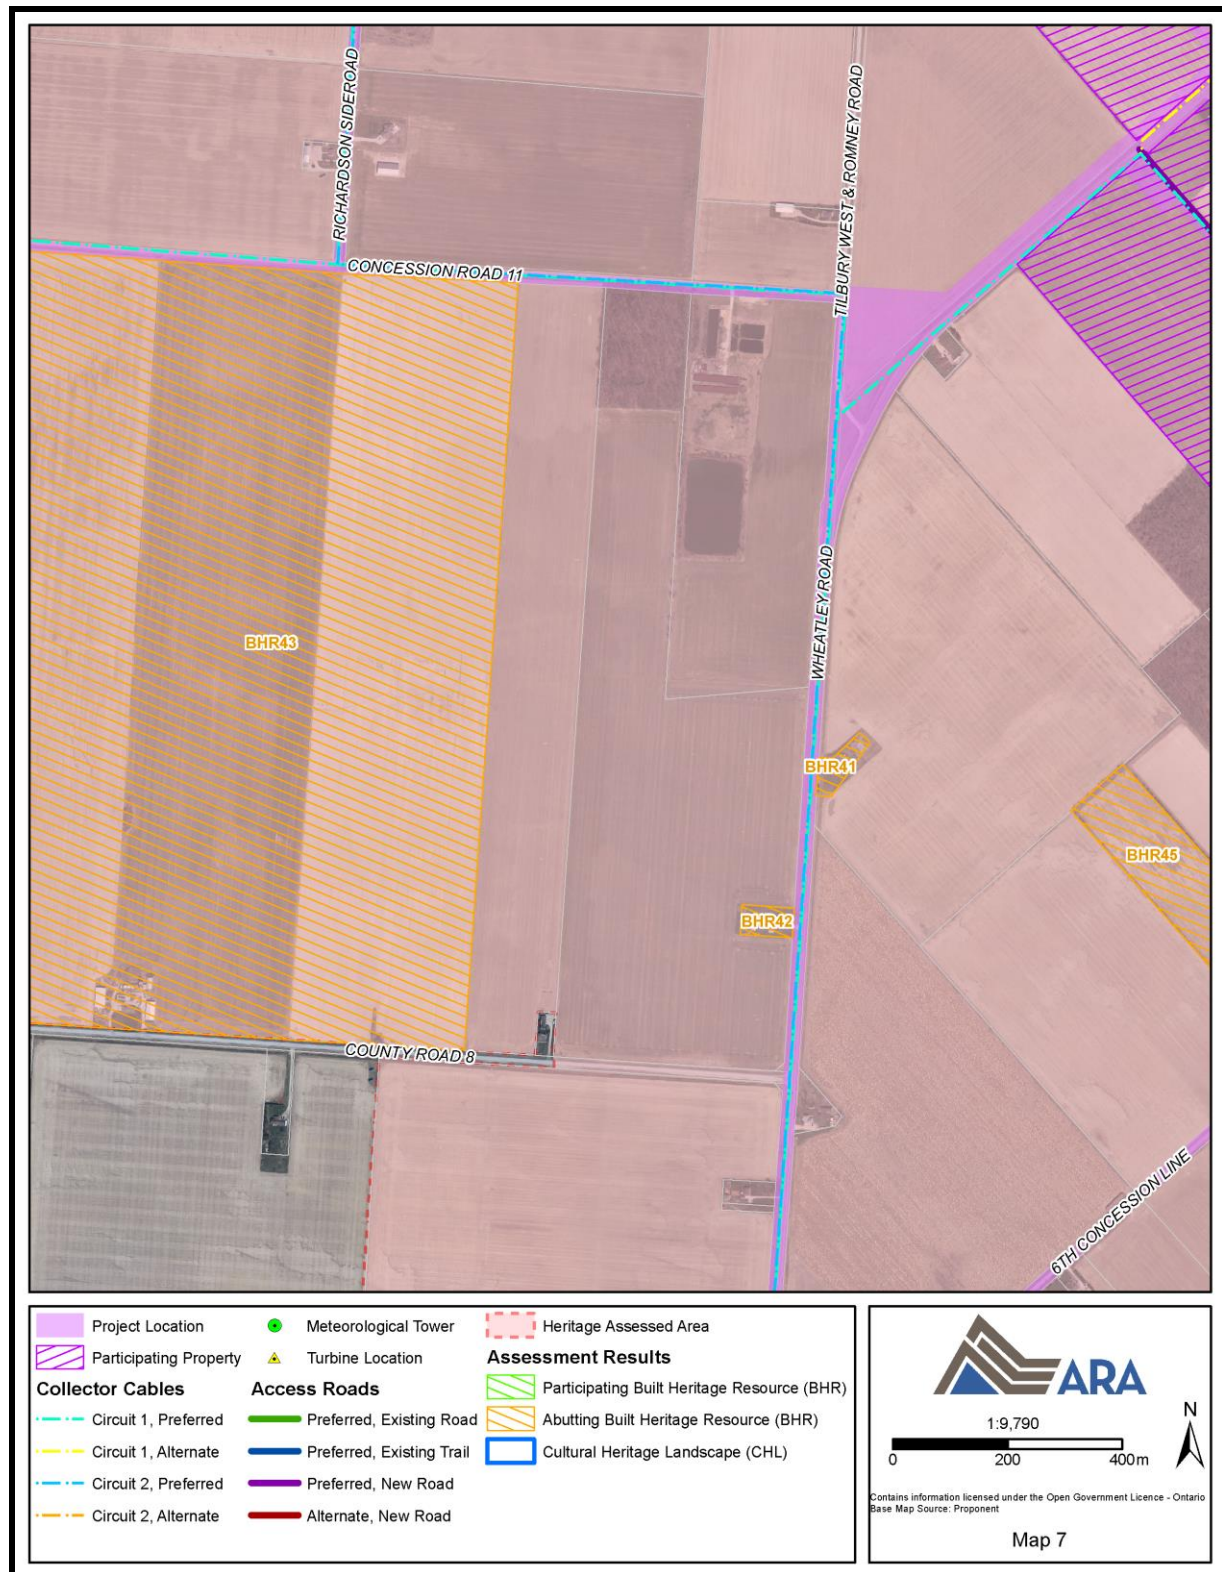 RICHARDSON SIDEROAD
TILBURY WEST & ROMNEY ROAD
CONCESSION ROAD 11
WHEATLEY ROAD
BHR43
BHR41
BHR45
BHR42
COUNTY ROAD 8
6TH CONCESSION LINE
Project Location
Participating Property
Collector Cables
Circuit 1, Preferred
Circuit 1, Alternate
Circuit 2, Preferred
Circuit 2, Alternate
Meteorological Tower
Turbine Location
Access Roads
Preferred, Existing Road
Preferred, Existing Trail
Preferred, New Road
Alternate, New Road
Heritage Assessed Area
Assessment Results
Participating Built Heritage Resource (BHR)
Abutting Built Heritage Resource (BHR)
Cultural Heritage Landscape (CHL)
ARA
1:9,790
N
0 200 400m
Contains information licensed under the Open Government Licence - Ontario
Base Map Source: Proponent
Map 7